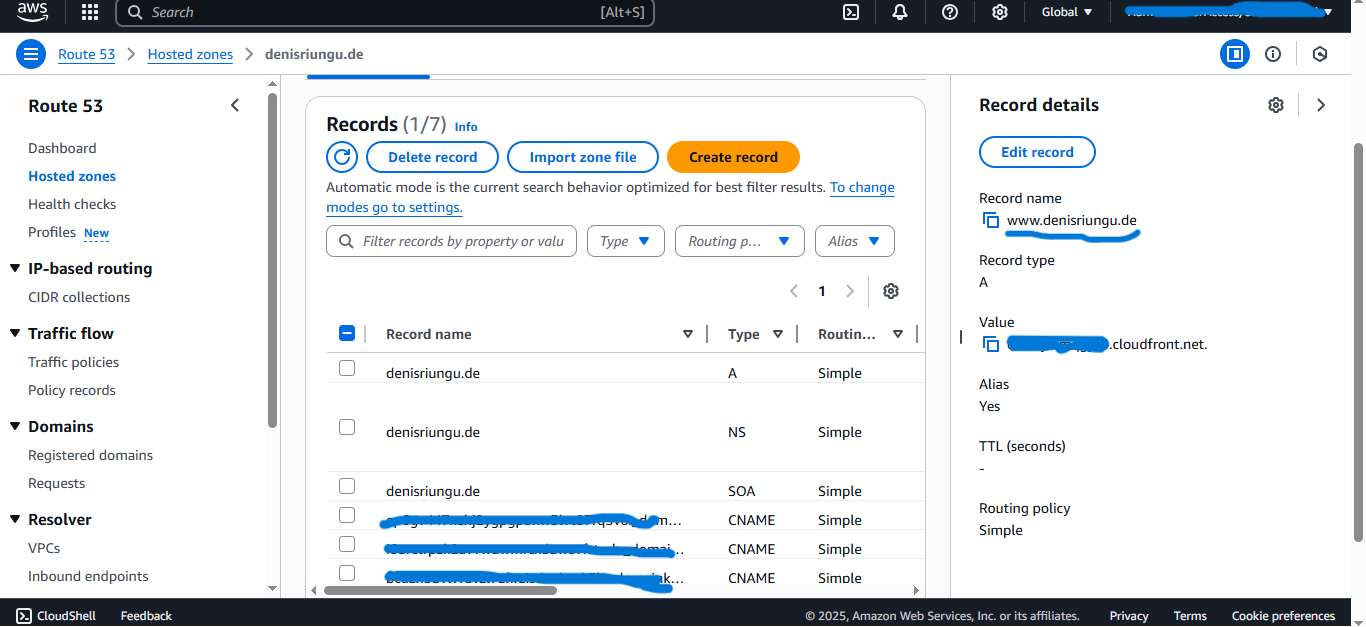 aws
Search
[Alt+S]
Global
Route 53
Hosted zones
denisriungu.de
Route 53
Dashboard
Hosted zones
Health checks
Profiles New
IP-based routing
CIDR collections
Traffic flow
Traffic policies
Policy records
Domains
Registered domains
Requests
Resolver
VPCs
Inbound endpoints
Records (1/7) Info
Delete record
Import zone file
Create record
Automatic mode is the current search behavior optimized for best filter results. To change
modes go to settings.
Filter records by property or valu
Type
Routing p...
Alias
1
Record name
Type
Routin...
denisriungu.de A Simple
denisriungu.de NS Simple
denisriungu.de SOA Simple
CNAME Simple
CNAME Simple
CNAME Simple
Record details
Edit record
Record name
www.denisriungu.de
Record type
A
Value
.cloudfront.net.
Alias
Yes
TTL (seconds)
-
Routing policy
Simple
CloudShell
Feedback
© 2025, Amazon Web Services, Inc. or its affiliates.
Privacy
Terms
Cookie preferences